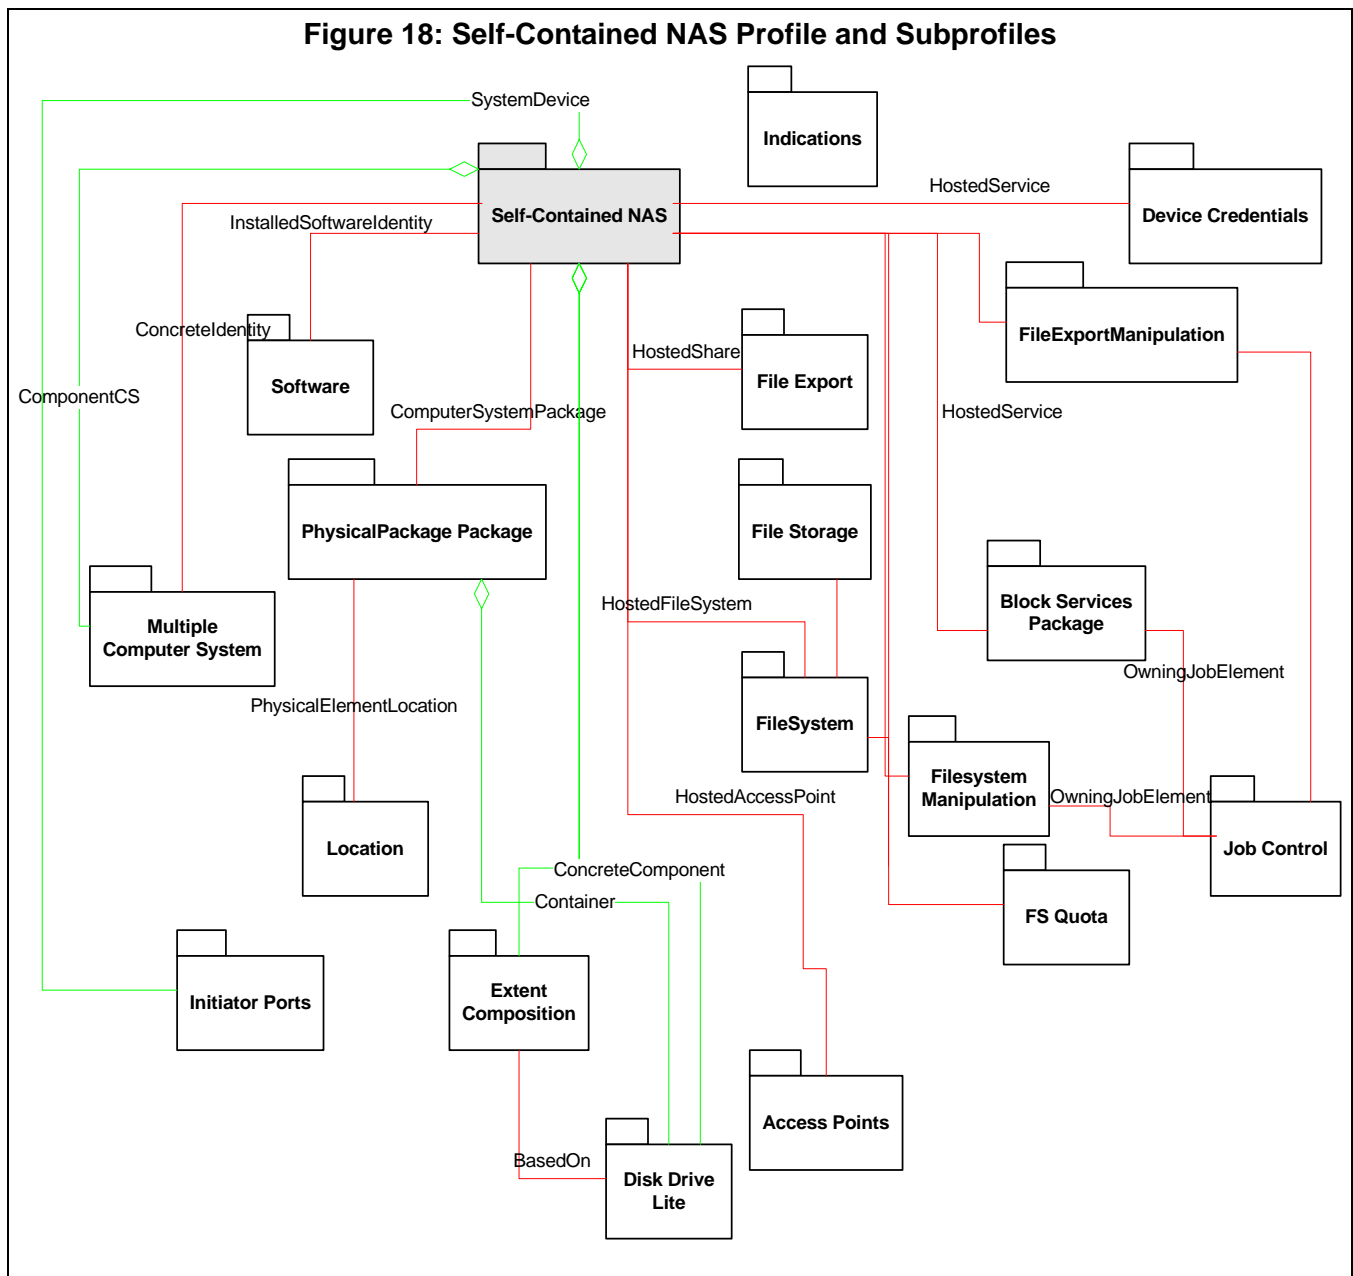 Figure 18: Self-Contained NAS Profile and Subprofiles
SystemDevice
Indications
HostedService
Self-Contained NAS
Device Credentials
InstalledSoftwareIdentity
ConcreteIdentity
FileExportManipulation
HostedShare
File Export
Software
ComponentCS
ComputerSystemPackage
HostedService
PhysicalPackage Package
File Storage
HostedFileSystem
Block Services
Package
Multiple
Computer System
OwningJobElement
PhysicalElementLocation
FileSystem
Filesystem
Manipulation
HostedAccessPoint
OwningJobElement
Location
Job Control
ConcreteComponent
Container
FS Quota
Initiator Ports
Extent
Composition
Access Points
BasedOn
Disk Drive
Lite